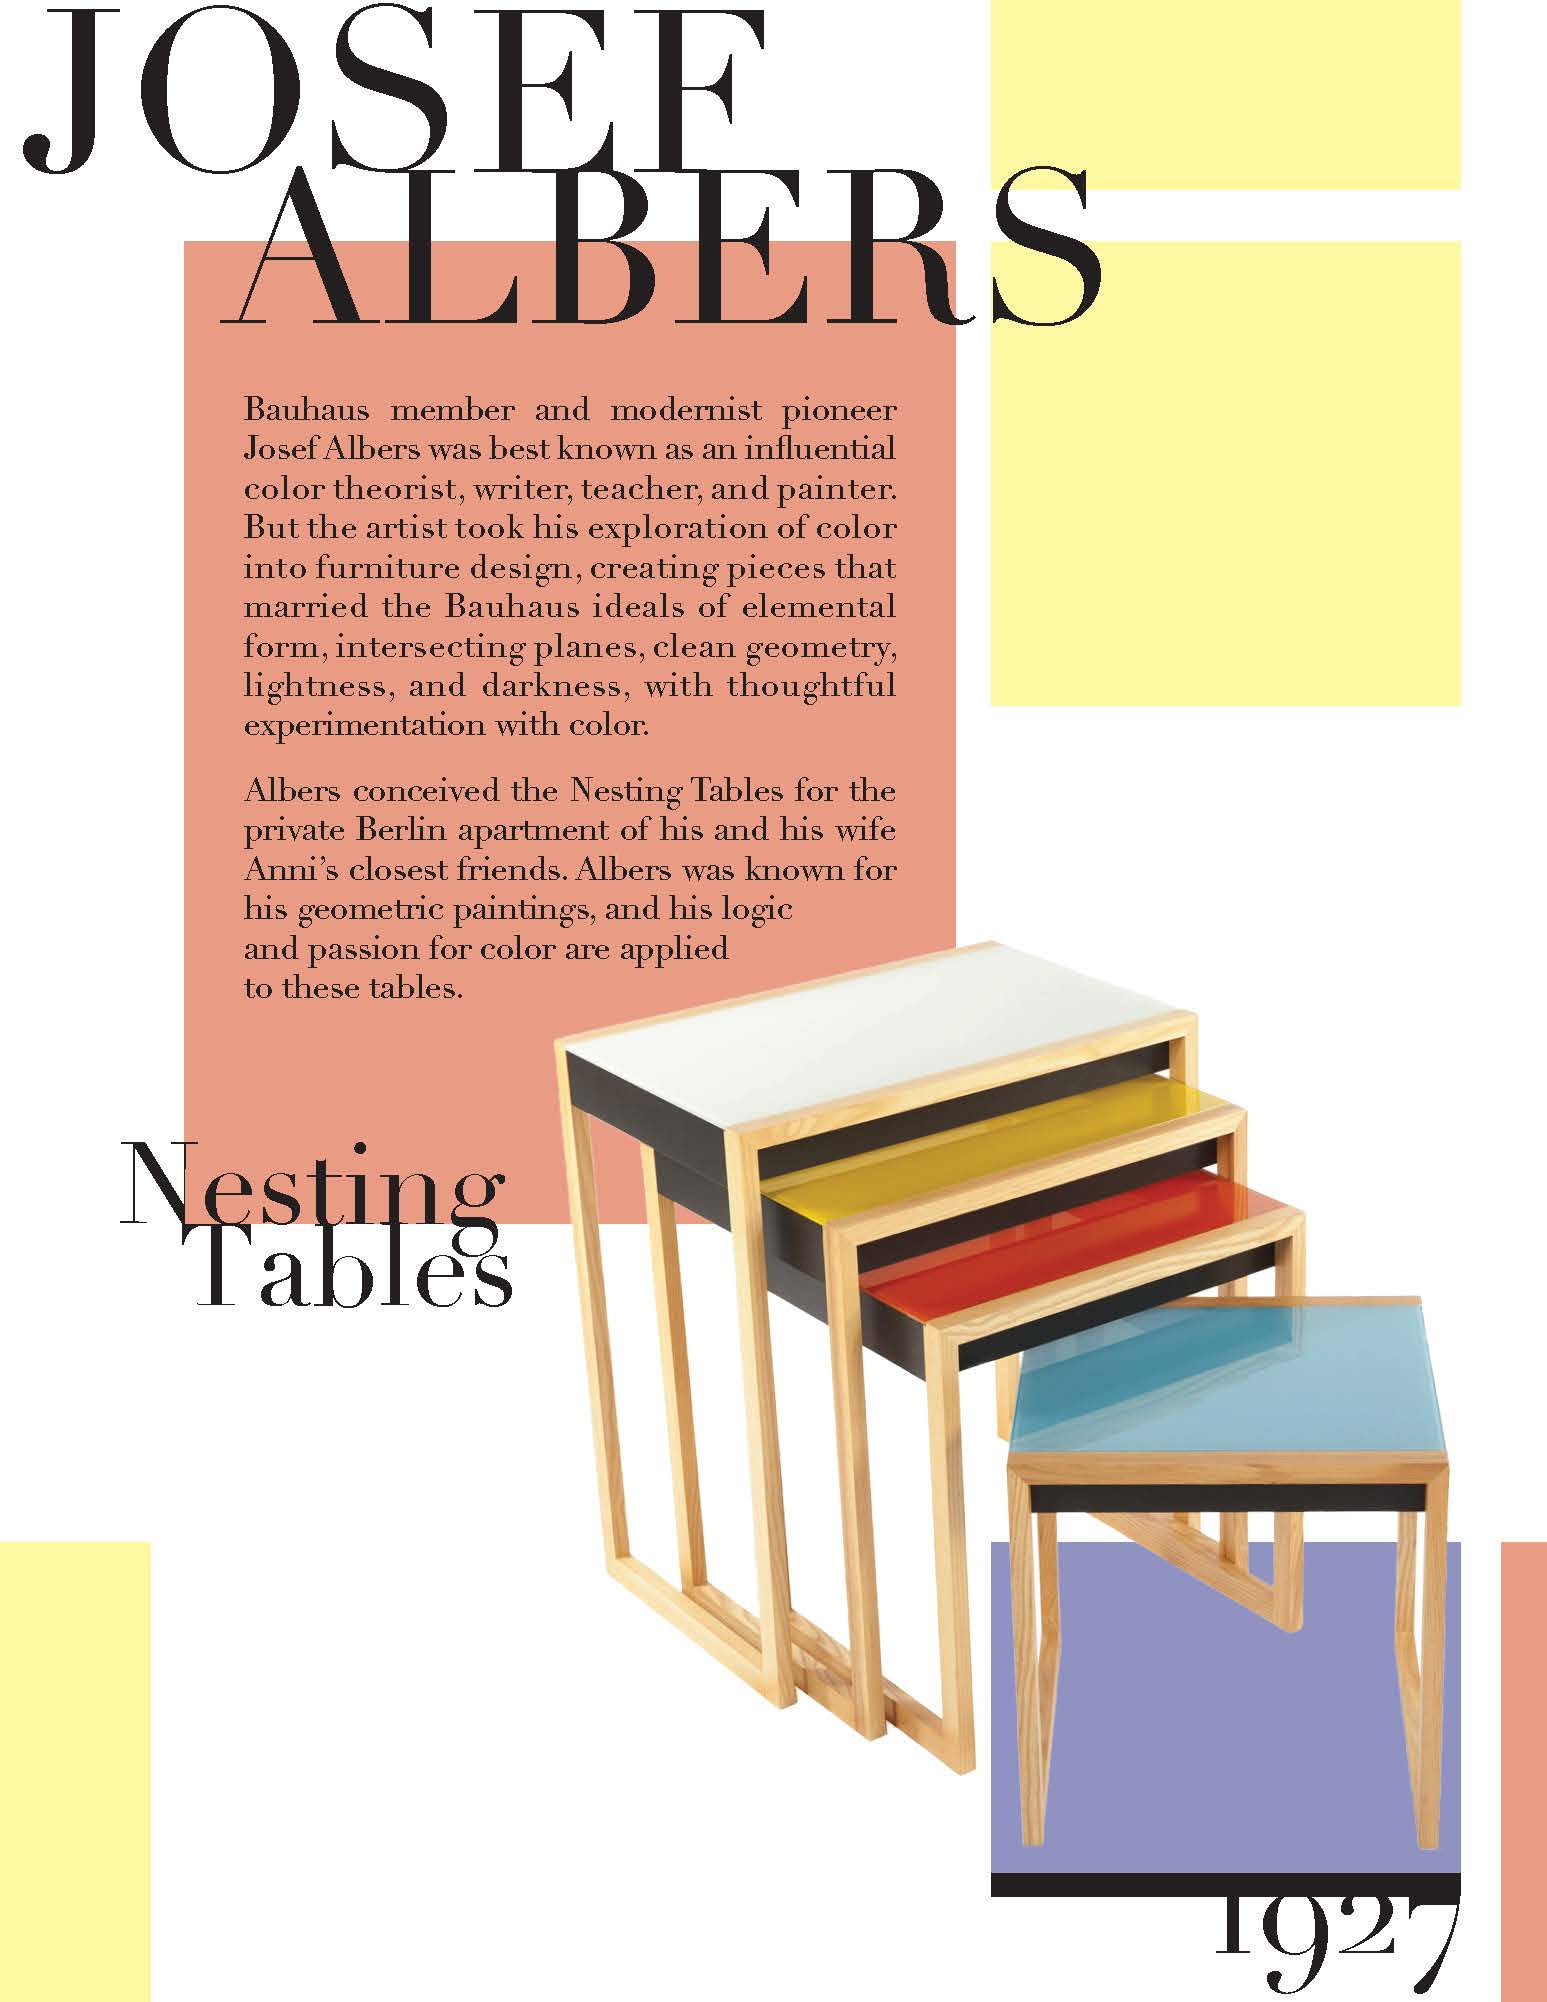 JOSEF
ALBERS
Bauhaus member and modernist pioneer
Josef Albers was best known as an influential
color theorist, writer, teacher, and painter.
But the artist took his exploration of color
into furniture design, creating pieces that
married the Bauhaus ideals of elemental
form, intersecting planes, clean geometry,
lightness, and darkness, with thoughtful
experimentation with color.
Albers conceived the Nesting Tables for the
private Berlin apartment of his and his wife
Anni’s closest friends. Albers was known for
his geometric paintings, and his logic
and passion for color are applied
to these tables.
Nesting
Tables
1927